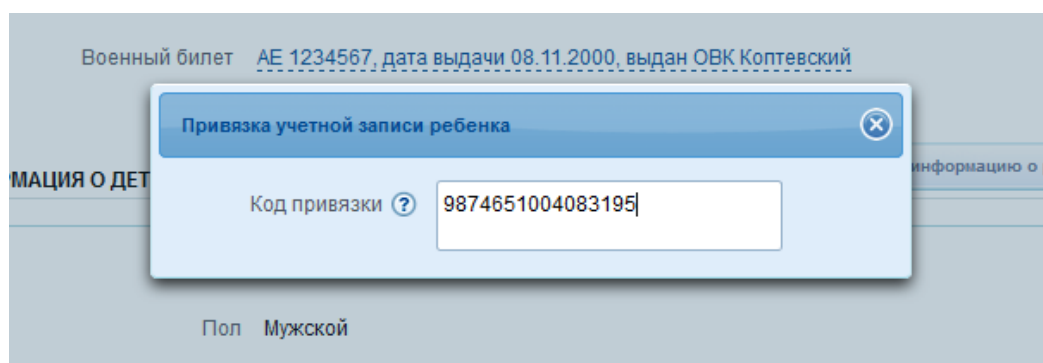 Военный билет АЕ 1234567, дата выдачи 08.11.2000, выдан ОВК Коптевский
Привязка учетной записи ребенка
МАЦИЯ О ДЕТ
информацию о
Код привязки ? 9874651004083195
Пол Мужской